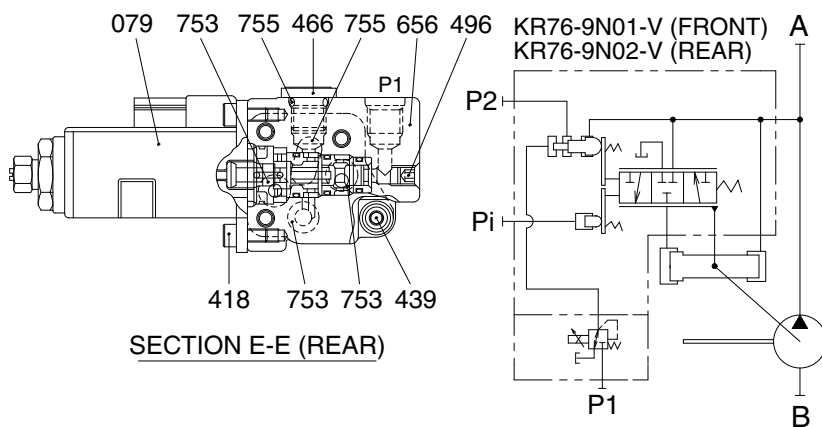 079 753 755 466 755 656 496
P1
418 753 753 439
SECTION E-E (REAR)
KR76-9N01-V (FRONT)
KR76-9N02-V (REAR)
A
P2
Pi
P1
B